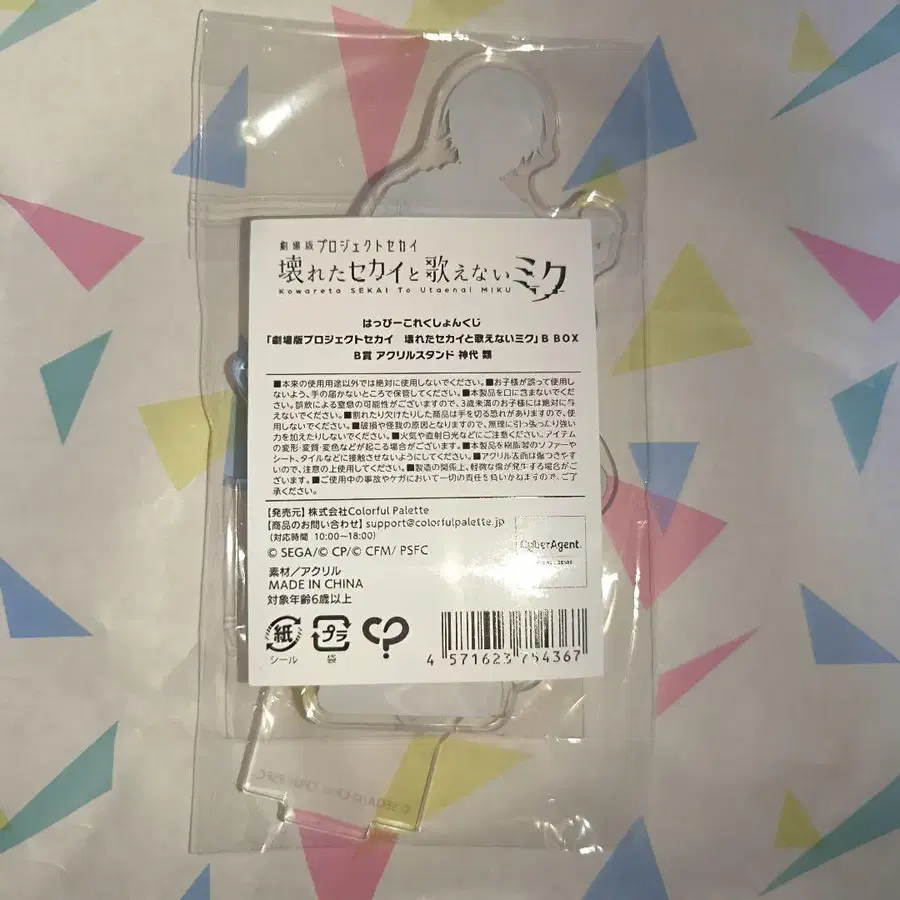 劇場版プロジェクトセカイ
壊れたセカイと歌えないミク
Kowareta SEKAI To Utaenai MIKU
はっぴーこれくしょんくじ
「劇場版プロジェクトセカイ 壊れたセカイと歌えないミク」B BOX
B賞 アクリルスタンド 神代 類
■本来の使用用途以外では絶対に使用しないでください。■お子様が誤って使用し
ないよう、手の届かないところで保管してください。■本製品を口に含まないでくだ
さい。誤飲による窒息の可能性がございますので、3歳未満のお子様には絶対に与
えないでください。■割れたり欠けたりした商品は手を切る恐れがありますので、使
用しないでください。■破損や怪我の原因となりますので、無理に引っ張ったり強い
力を加えたりしないでください。■火気や直射日光などにご注意ください。アイテム
の変形・変質・変色などが起こる場合がございます。■本製品を樹脂製のソファーや
シート、タイルなどに接触させないようにしてください。■アクリル表面は傷つきやす
いので、注意の上使用してください。■製造の関係上、軽微な傷が発生する場合がご
ざいます。■ご使用中の事故やケガにおいて一切の責任を負いかねますので、ご了
承ください。
【発売元】株式会社Colorful Palette
【商品のお問い合わせ】support@colorfulpalette.jp
(対応時間 10:00〜18:00)
© SEGA/© CP/© CFM/ PSFC
CyberAgent.
素材/アクリル
MADE IN CHINA
対象年齢6歳以上
紙
シール
プラ
袋
4 571623 754367
© SEGA/© CP/© CFM/ PSFC